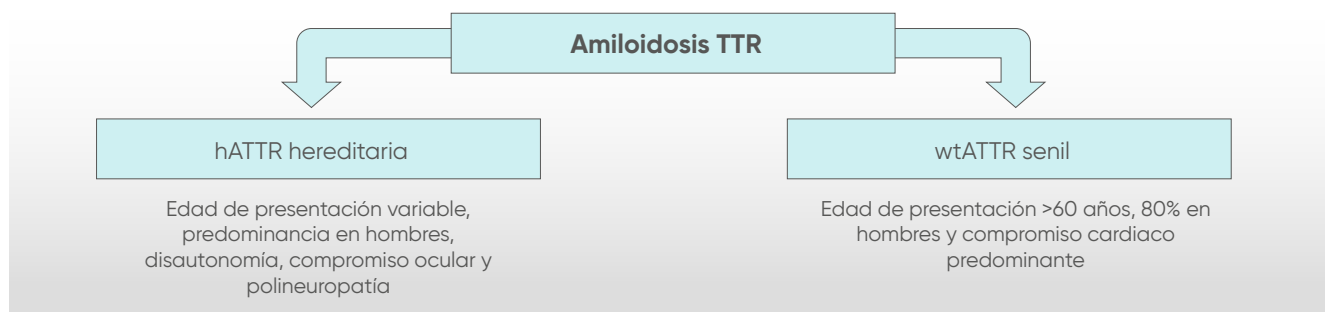 Amiloidosis TTR
hATTR hereditaria
Edad de presentación variable,
predominancia en hombres,
disautonomía, compromiso ocular y
polineuropatía
wtATTR senil
Edad de presentación >60 años, 80% en
hombres y compromiso cardiaco
predominante